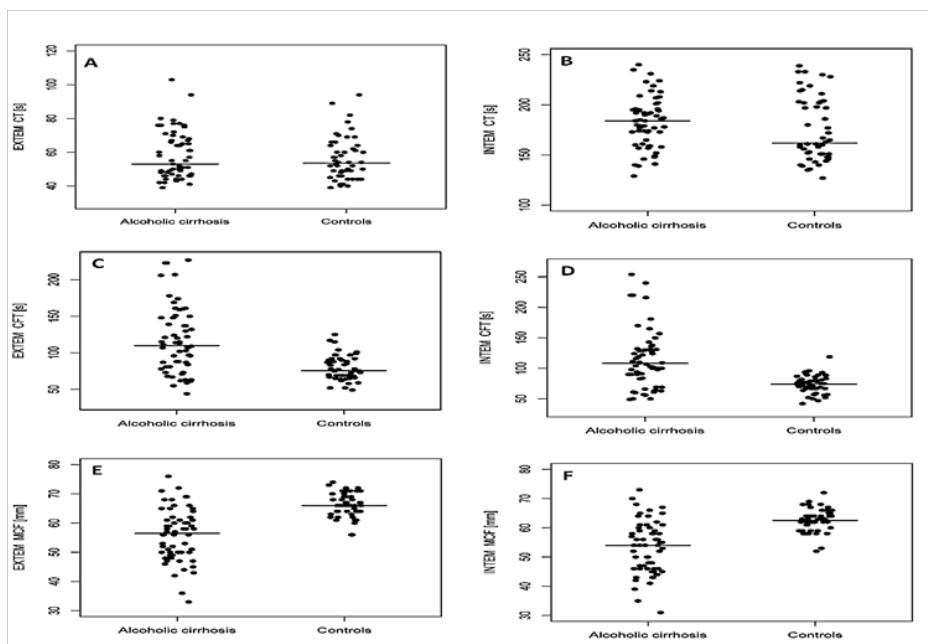 A
EXTEM CT [s]
120
100
80
60
40
Alcoholic cirrhosis Controls
B
INTEM CT [s]
250
200
150
100
Alcoholic cirrhosis Controls
C
EXTEM CFT [s]
200
150
100
50
Alcoholic cirrhosis Controls
D
INTEM CFT [s]
250
200
150
100
50
Alcoholic cirrhosis Controls
E
EXTEM MCF [mm]
80
70
60
50
40
30
Alcoholic cirrhosis Controls
F
INTEM MCF [mm]
80
70
60
50
40
30
Alcoholic cirrhosis Controls